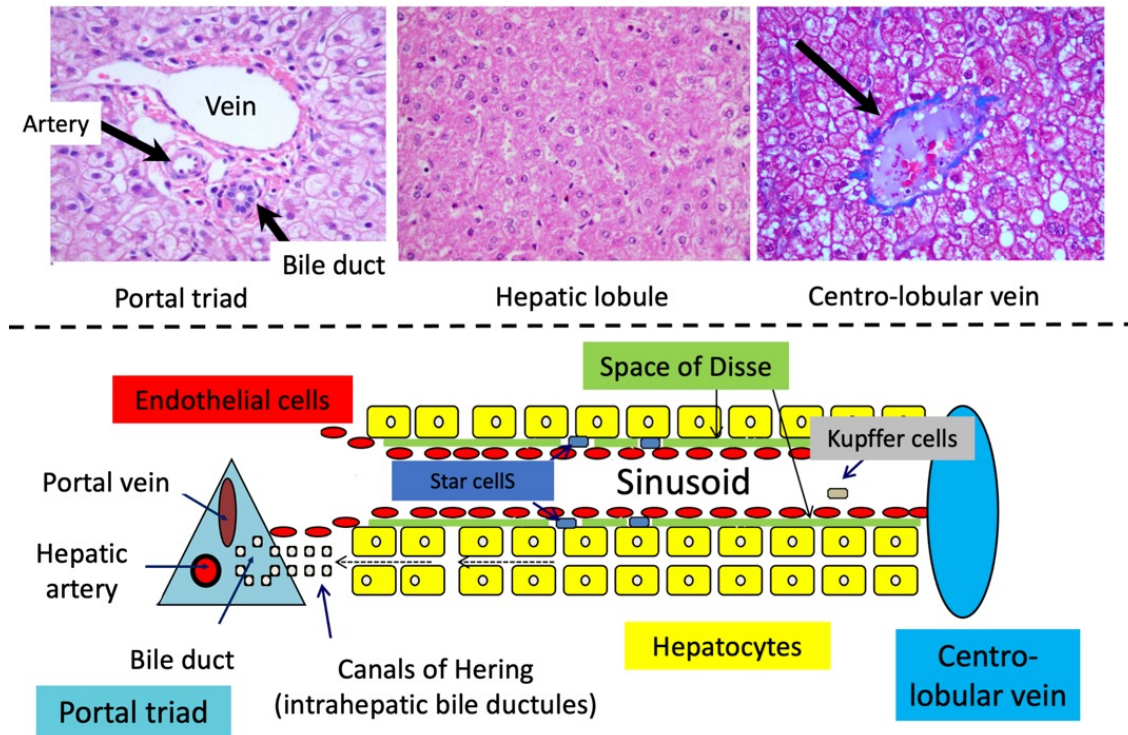 Vein
Artery
Bile duct
Portal triad
Hepatic lobule
Centro-lobular vein
Space of Disse
Endothelial cells
Kupffer cells
Star cellS
Sinusoid
Portal vein
Hepatic
artery
Bile duct
Canals of Hering
(intrahepatic bile ductules)
Hepatocytes
Centro-
lobular vein
Portal triad